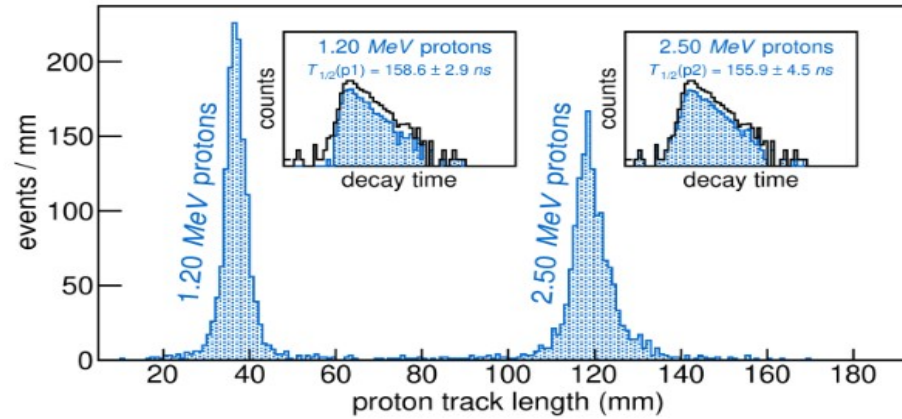 events / mm
200
150
100
50
0
1.20 MeV protons
2.50 MeV protons
counts
1.20 MeV protons
T1/2(p1) = 158.6 ± 2.9 ns
decay time
counts
2.50 MeV protons
T1/2(p2) = 155.9 ± 4.5 ns
decay time
20 40 60 80 100 120 140 160 180
proton track length (mm)